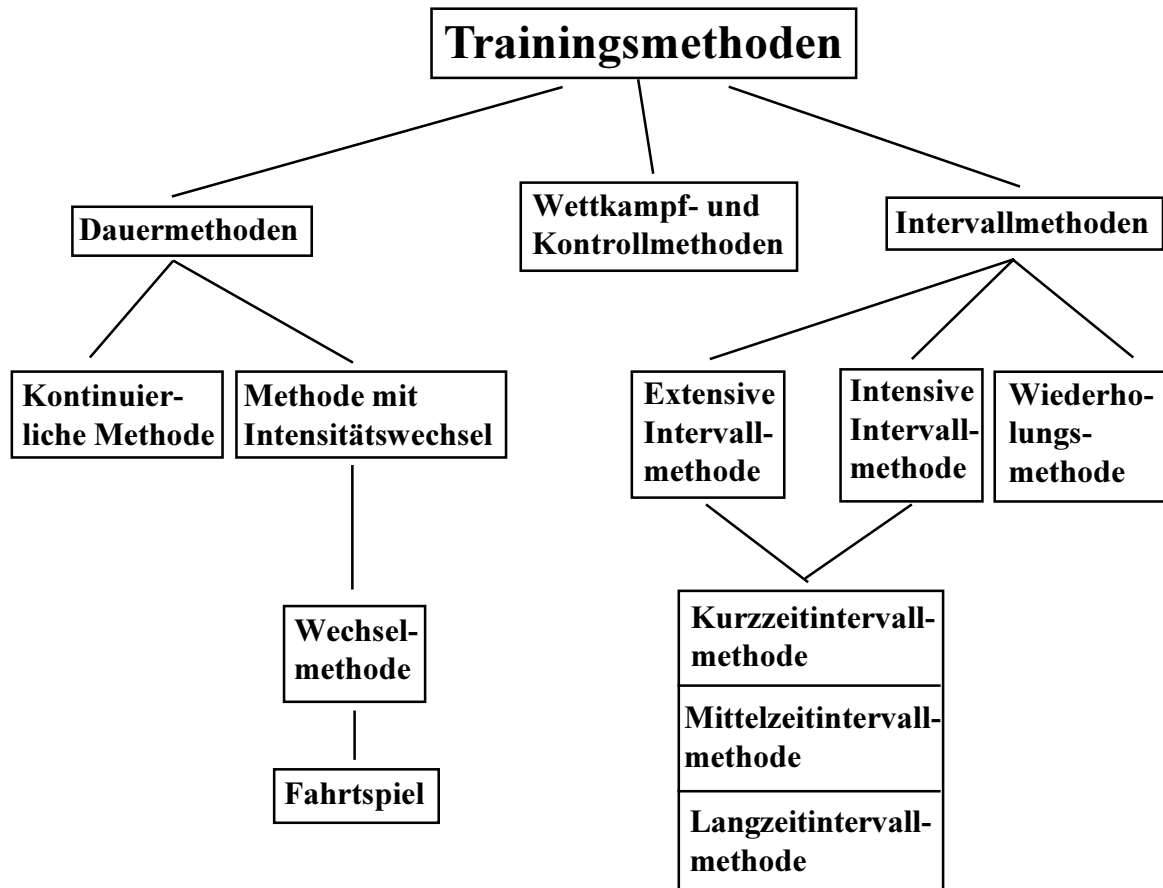 Trainingsmethoden
Dauermethoden
Wettkampf- und
Kontrollmethoden
Intervallmethoden
Kontinuier-
liche Methode
Methode mit
Intensitätswechsel
Extensive
Intervall-
methode
Intensive
Intervall-
methode
Wiederho-
lungs-
methode
Wechsel-
methode
Fahrtspiel
Kurzzeitintervall-
methode
Mittelzeitintervall-
methode
Langzeitintervall-
methode